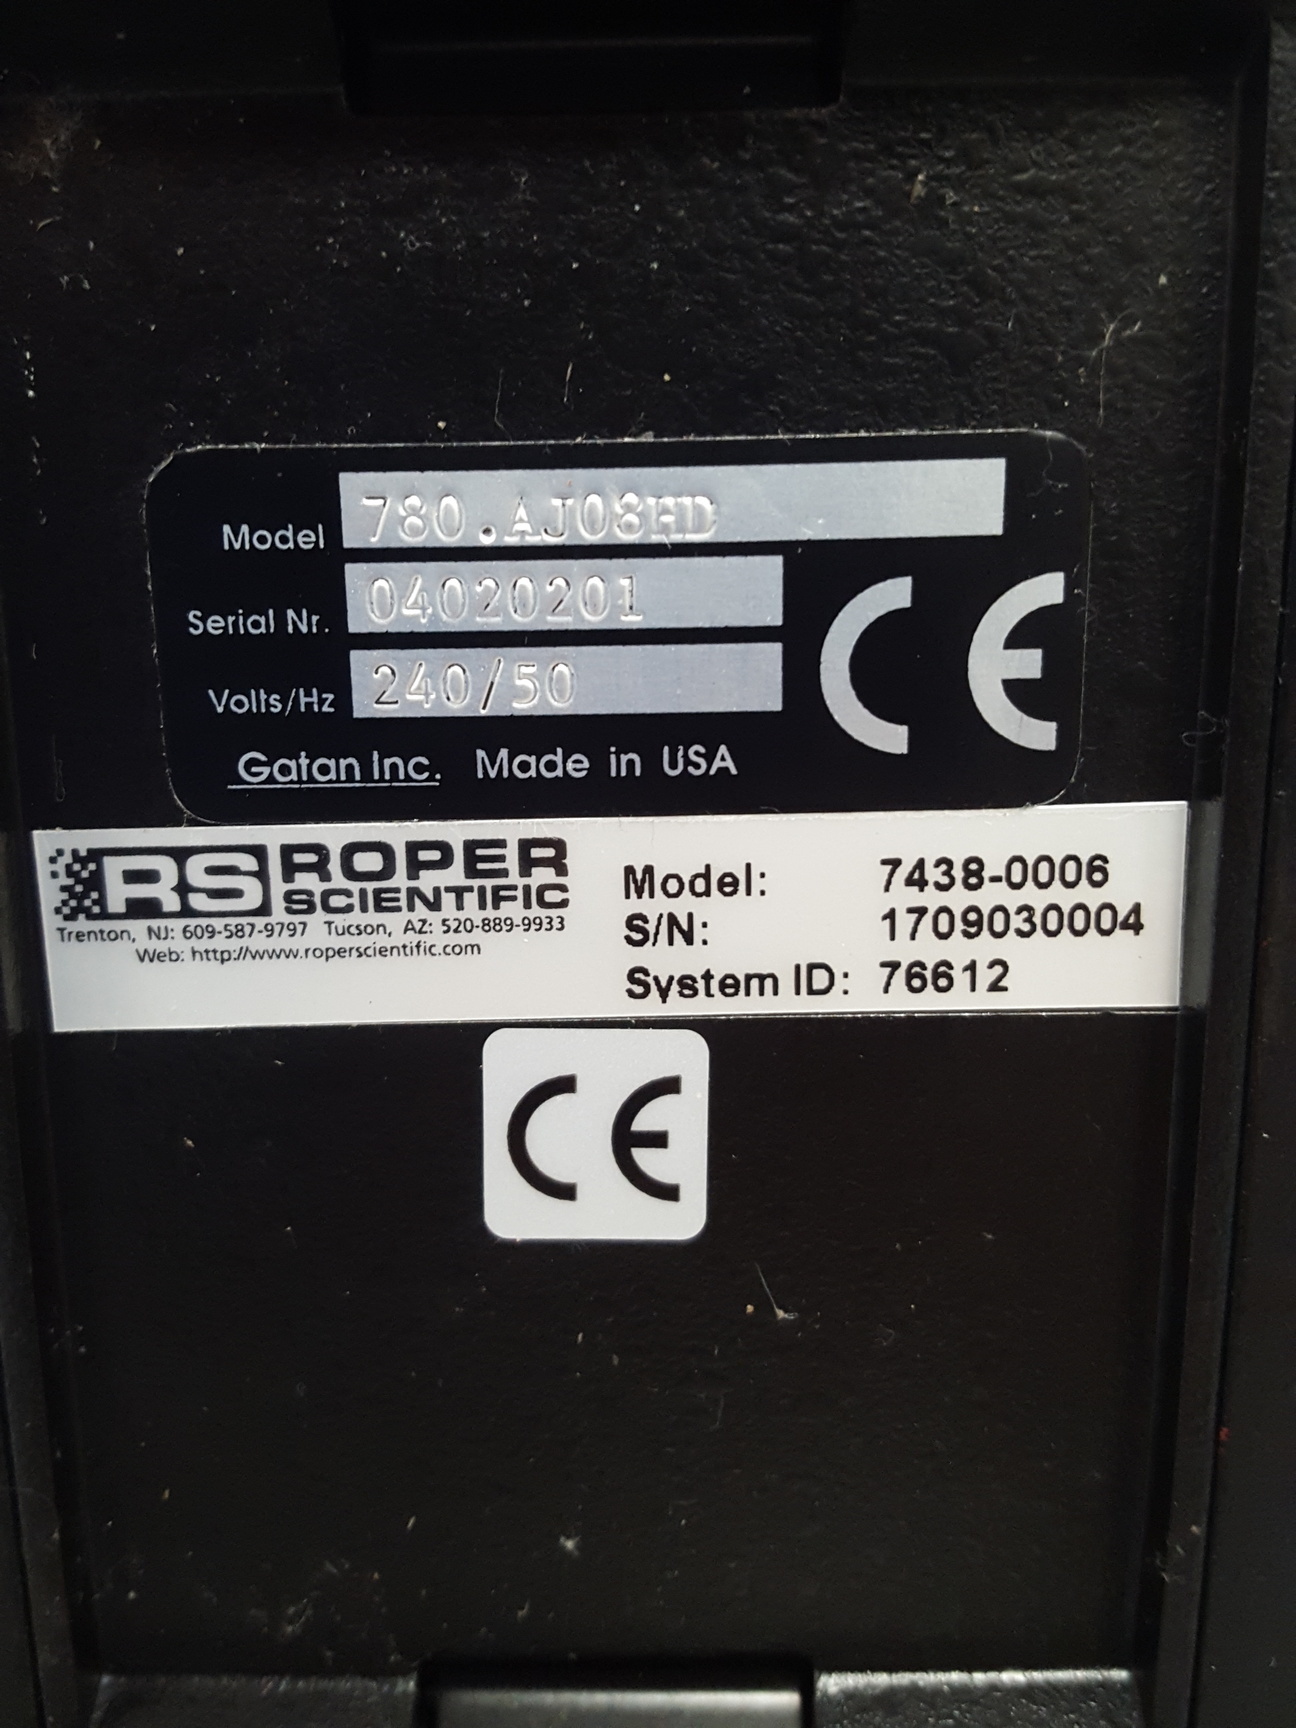 Model 780.AJ08HD
Serial Nr. 04020201
Volts/Hz 240/50
Gatan Inc. Made in USA
CE
RS ROPER SCIENTIFIC
Trenton, NJ: 609-587-9797 Tucson, AZ: 520-889-9933
Web: http://www.roperscientific.com
Model: 7438-0006
S/N: 1709030004
System ID: 76612
CE